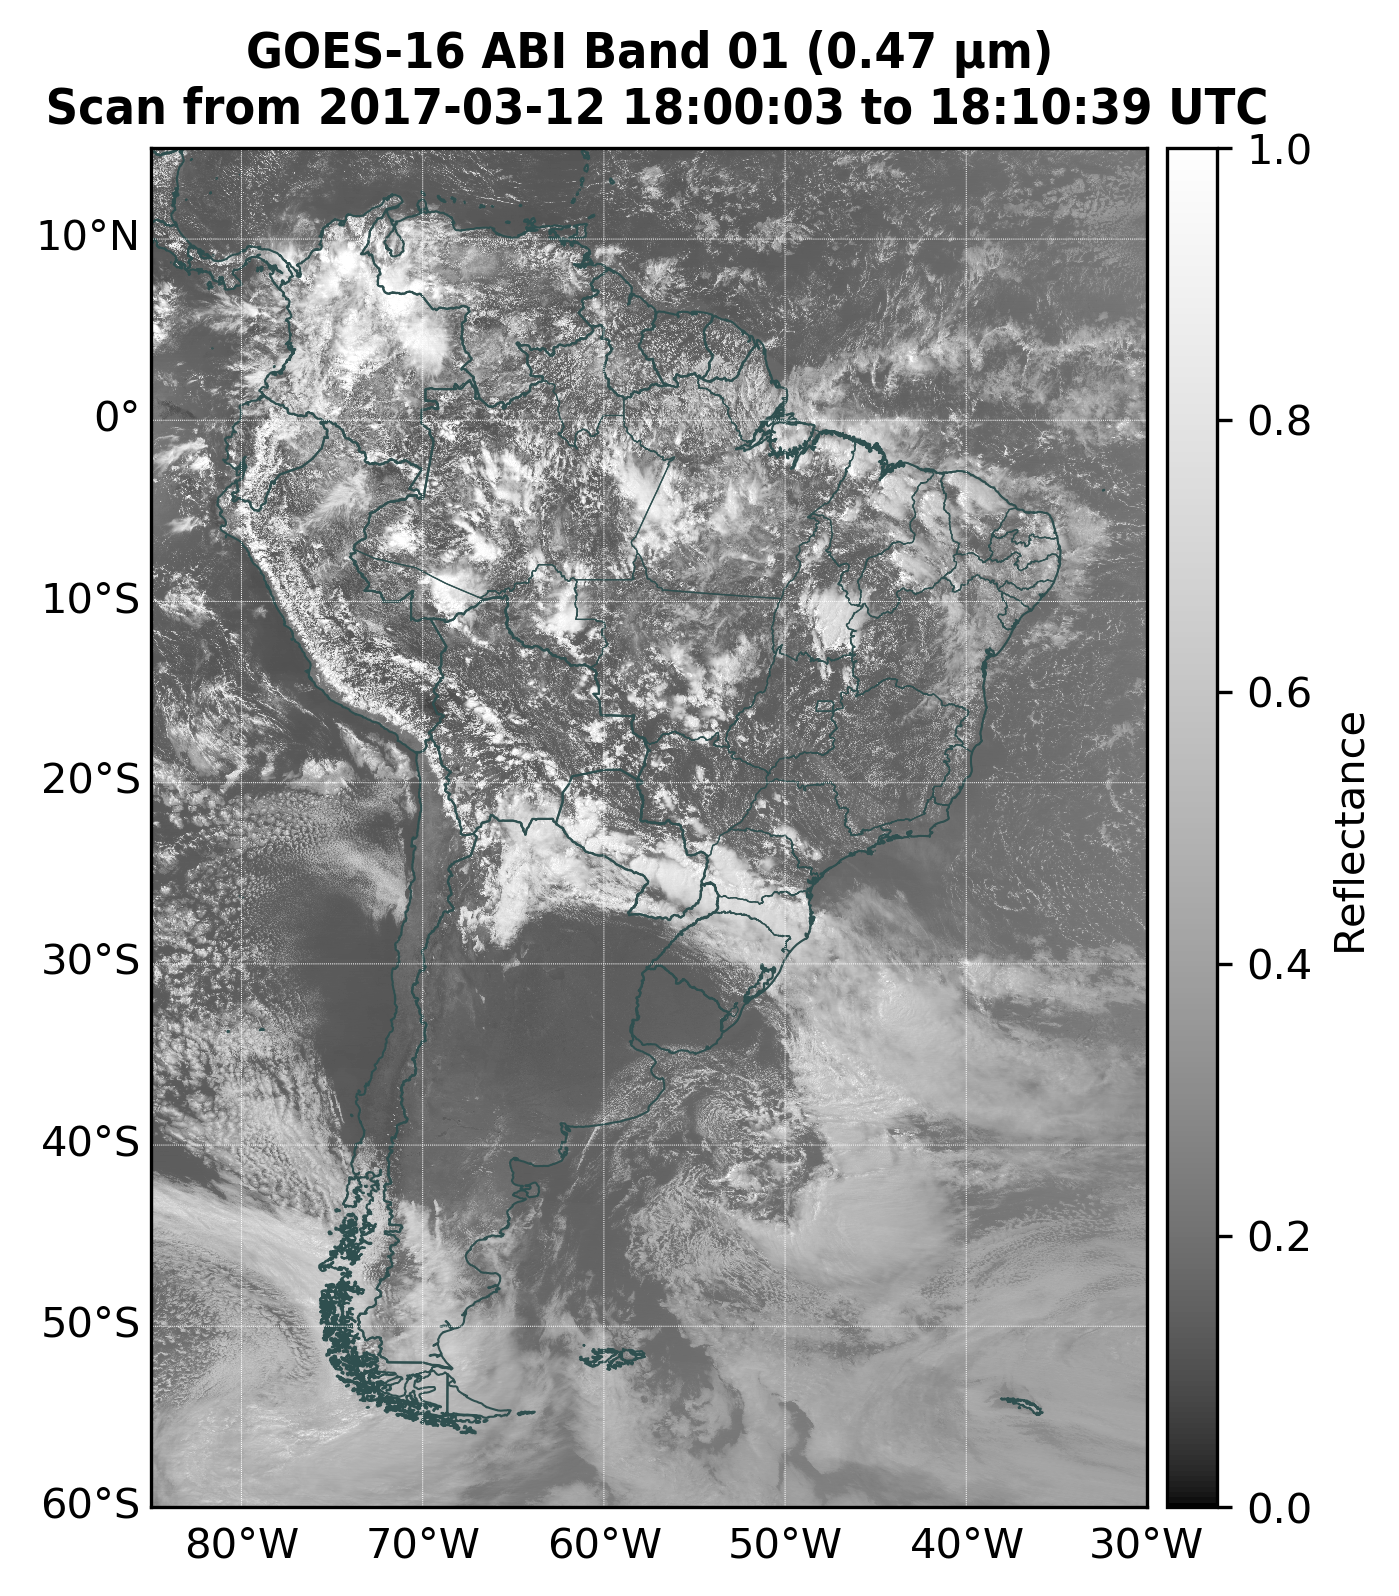 GOES-16 ABI Band 01 (0.47 µm)
Scan from 2017-03-12 18:00:03 to 18:10:39 UTC
10°N
0°
10°S
20°S
30°S
40°S
50°S
60°S
80°W 70°W 60°W 50°W 40°W 30°W
1.0
0.8
0.6
0.4
0.2
0.0
Reflectance